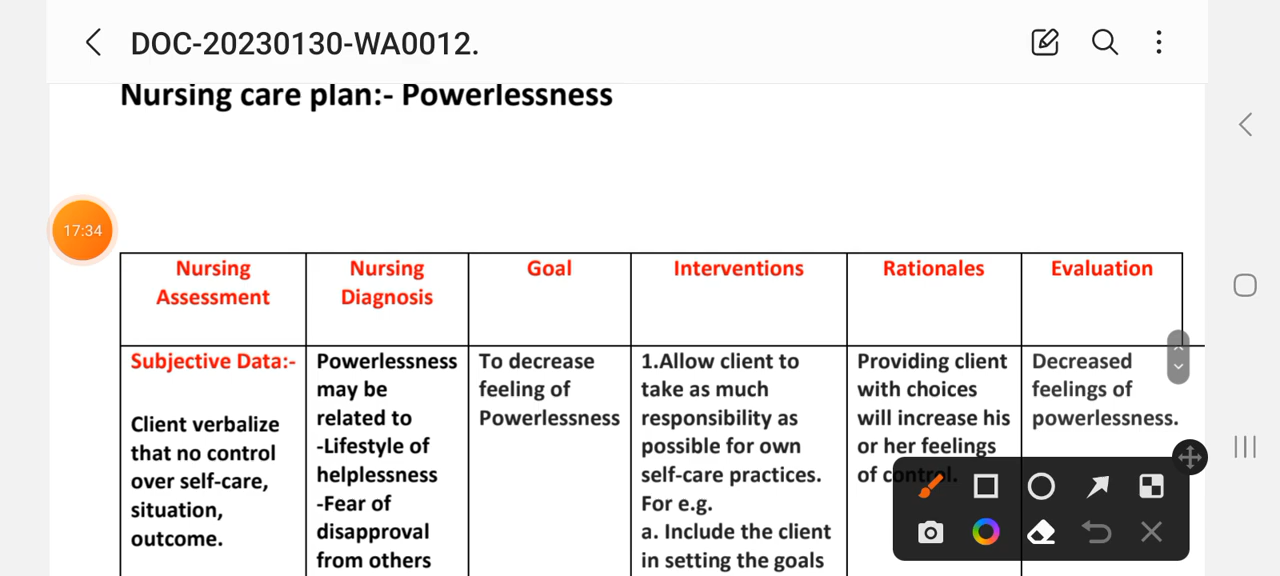 DOC-20230130-WA0012.
Nursing care plan:- Powerlessness
17:34
Nursing Assessment
Nursing Diagnosis
Goal
Interventions
Rationales
Evaluation
Subjective Data:-
Client verbalize
that no control
over self-care,
situation,
outcome.
Powerlessness
may be
related to
-Lifestyle of
helplessness
-Fear of
disapproval
from others
To decrease
feeling of
Powerlessness
1.Allow client to
take as much
responsibility as
possible for own
self-care practices.
For e.g.
a. Include the client
in setting the goals
Providing client
with choices
will increase his
or her feelings
of control.
Decreased
feelings of
powerlessness.